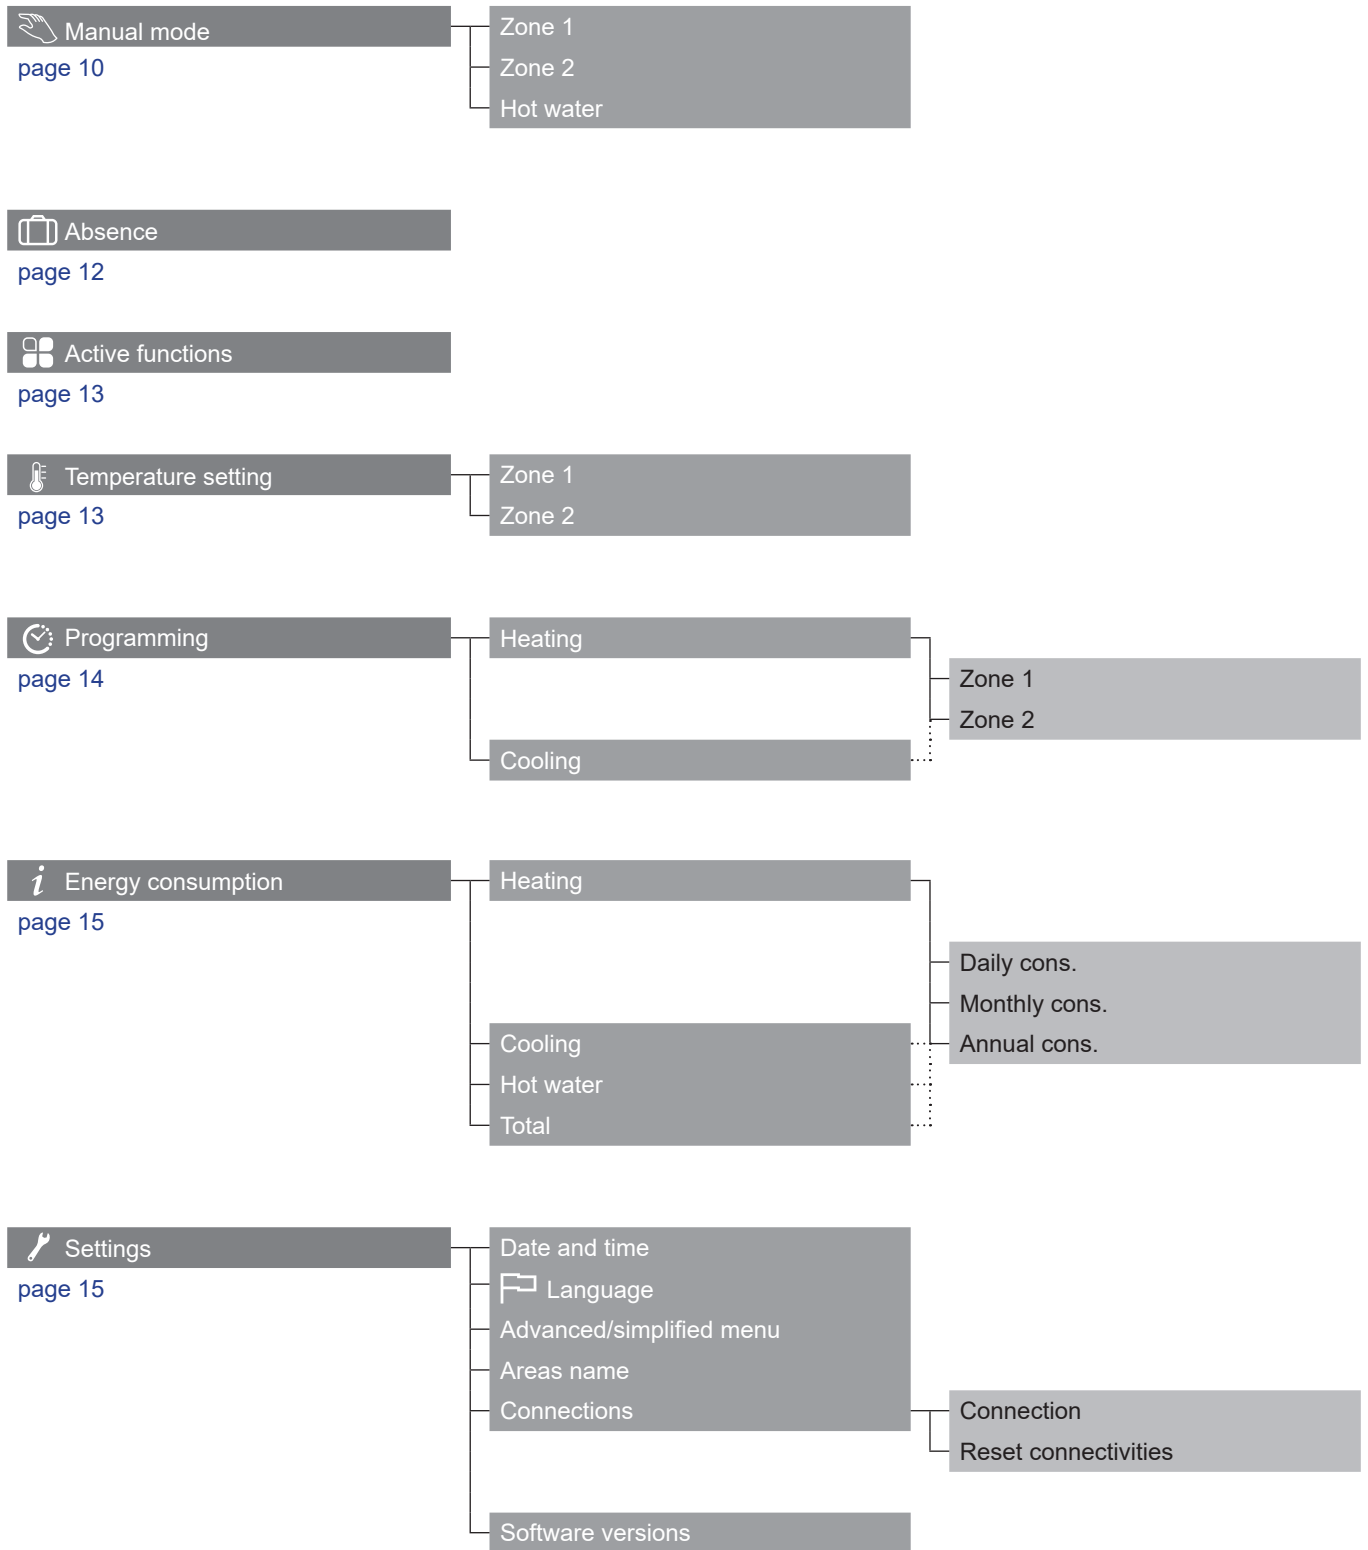 Manual mode
page 10
Zone 1
Zone 2
Hot water
Absence
page 12
Active functions
page 13
Temperature setting
page 13
Zone 1
Zone 2
Programming
page 14
Heating
Zone 1
Zone 2
Cooling
Energy consumption
page 15
Heating
Daily cons.
Monthly cons.
Annual cons.
Cooling
Hot water
Total
Settings
page 15
Date and time
Language
Advanced/simplified menu
Areas name
Connections
Connection
Reset connectivities
Software versions